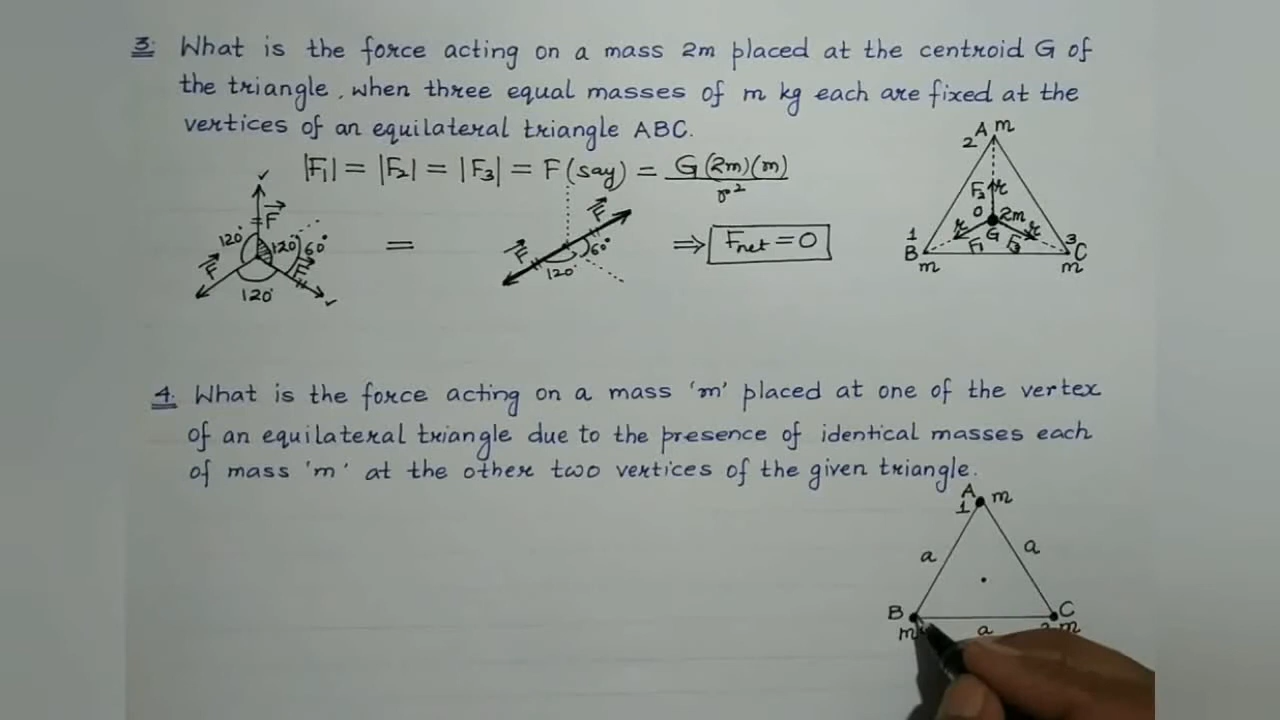 3. What is the force acting on a mass 2m placed at the centroid G of
the triangle, when three equal masses of m kg each are fixed at the
vertices of an equilateral triangle ABC.
|F₁| = |F₂| = |F₃| = F (say) = G(2m)(m) / r²
A m
2
F₂ r
O 2m
G
r r
F₁ F₃
1 3
B C
m m
F
120° 120° 60°
F F
120°
=
F F
60°
120°
⇒ Fnet = 0
4. What is the force acting on a mass 'm' placed at one of the vertex
of an equilateral triangle due to the presence of identical masses each
of mass 'm' at the other two vertices of the given triangle.
A m
1
a a
B C
m a m